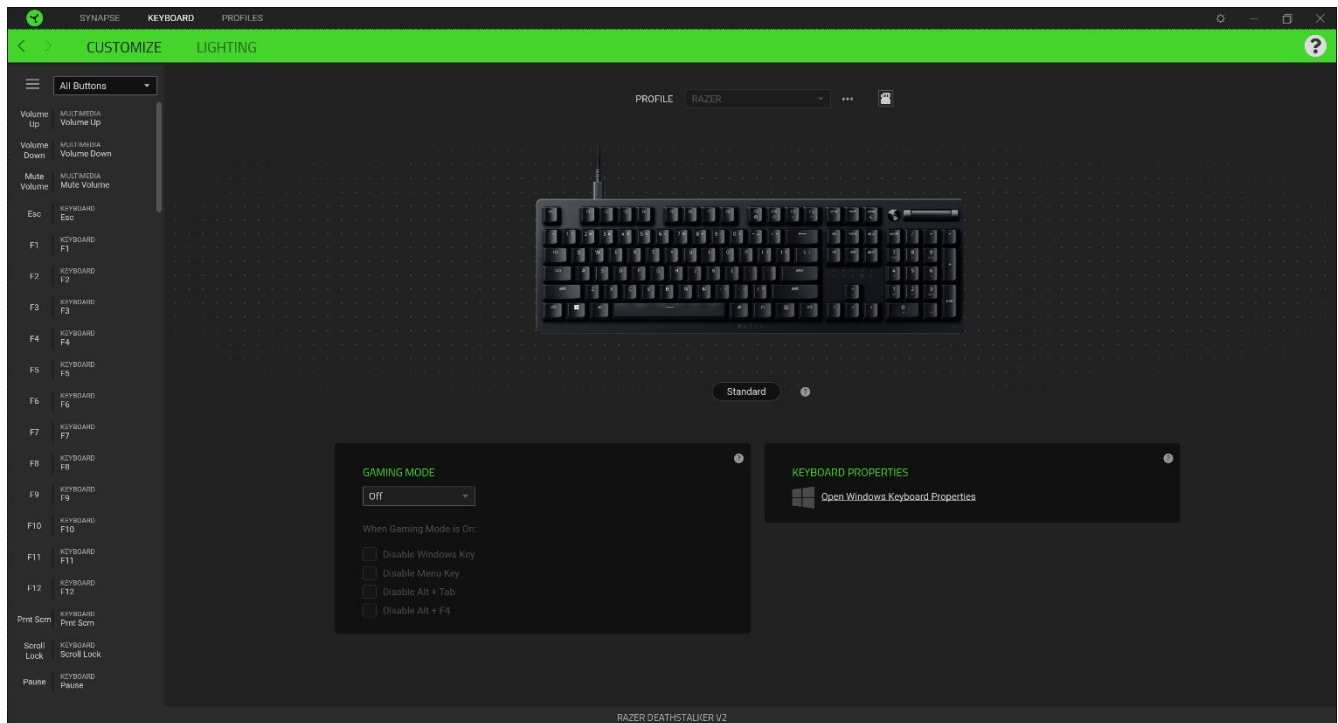 SYNAPSE KEYBOARD PROFILES
CUSTOMIZE LIGHTING
?
All Buttons
PROFILE RAZER
Volume Up MULTIMEDIA
Volume Up
Volume Down MULTIMEDIA
Volume Down
Mute Volume MULTIMEDIA
Mute Volume
Esc KEYBOARD
Esc
F1 KEYBOARD
F1
F2 KEYBOARD
F2
F3 KEYBOARD
F3
F4 KEYBOARD
F4
F5 KEYBOARD
F5
F6 KEYBOARD
F6
F7 KEYBOARD
F7
F8 KEYBOARD
F8
F9 KEYBOARD
F9
F10 KEYBOARD
F10
F11 KEYBOARD
F11
F12 KEYBOARD
F12
Prnt Scrn KEYBOARD
Prnt Scrn
Scroll Lock KEYBOARD
Scroll Lock
Pause KEYBOARD
Pause
RAZER
Standard ?
GAMING MODE ?
Off
When Gaming Mode is On:
Disable Windows Key
Disable Menu Key
Disable Alt + Tab
Disable Alt + F4
KEYBOARD PROPERTIES ?
Open Windows Keyboard Properties
RAZER DEATHSTALKER V2